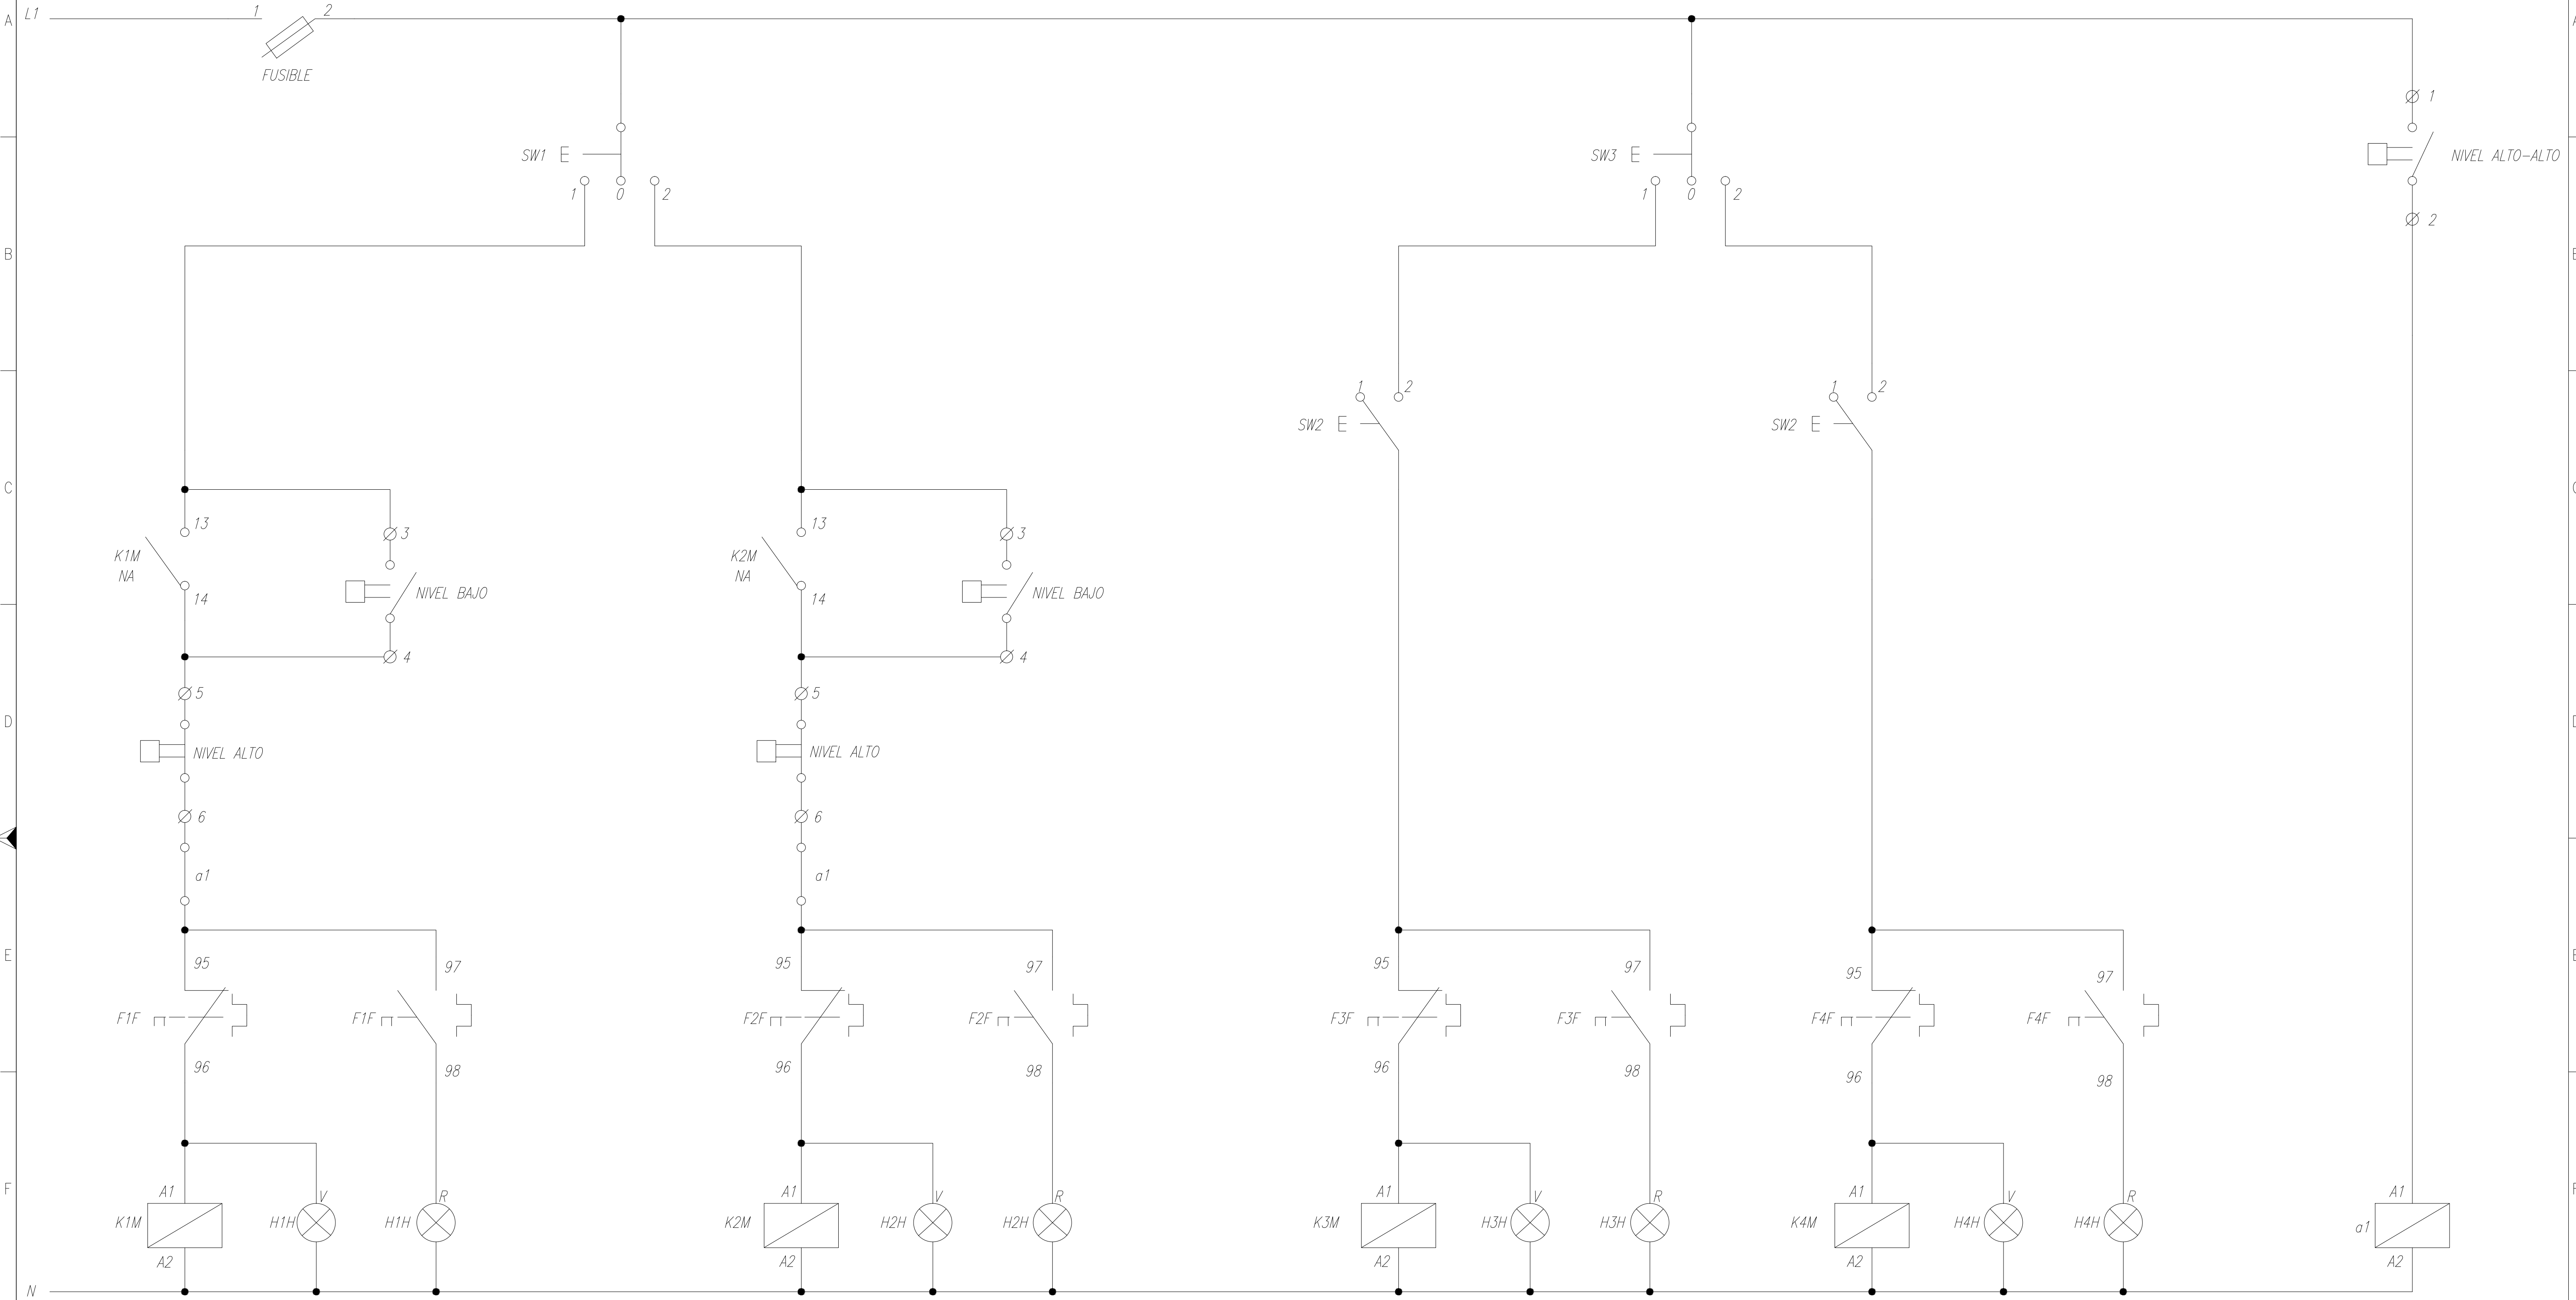 A L1 1 2 A
FUSIBLE
1
SW1 E SW3 E NIVEL ALTO-ALTO
1 0 2 1 0 2
2
B
1 2 1 2
SW2 E SW2 E
C
13 3 13 3
K1M K2M
NA NA
NIVEL BAJO NIVEL BAJO
14 14
4 4
5 5
D
NIVEL ALTO NIVEL ALTO
6 6
a1 a1
E
95 97 95 97 95 97 95 97
F1F F1F F2F F2F F3F F3F F4F F4F
96 98 96 98 96 98 96 98
F
A1 V R A1 V R A1 V R A1 V R A1
K1M H1H H1H K2M H2H H2H K3M H3H H3H K4M H4H H4H a1
A2 A2 A2 A2 A2
N